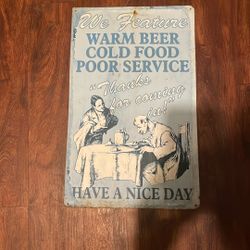 We Feature
WARM BEER
COLD FOOD
POOR SERVICE
"Thanks
for coming
in!"
HAVE A NICE DAY